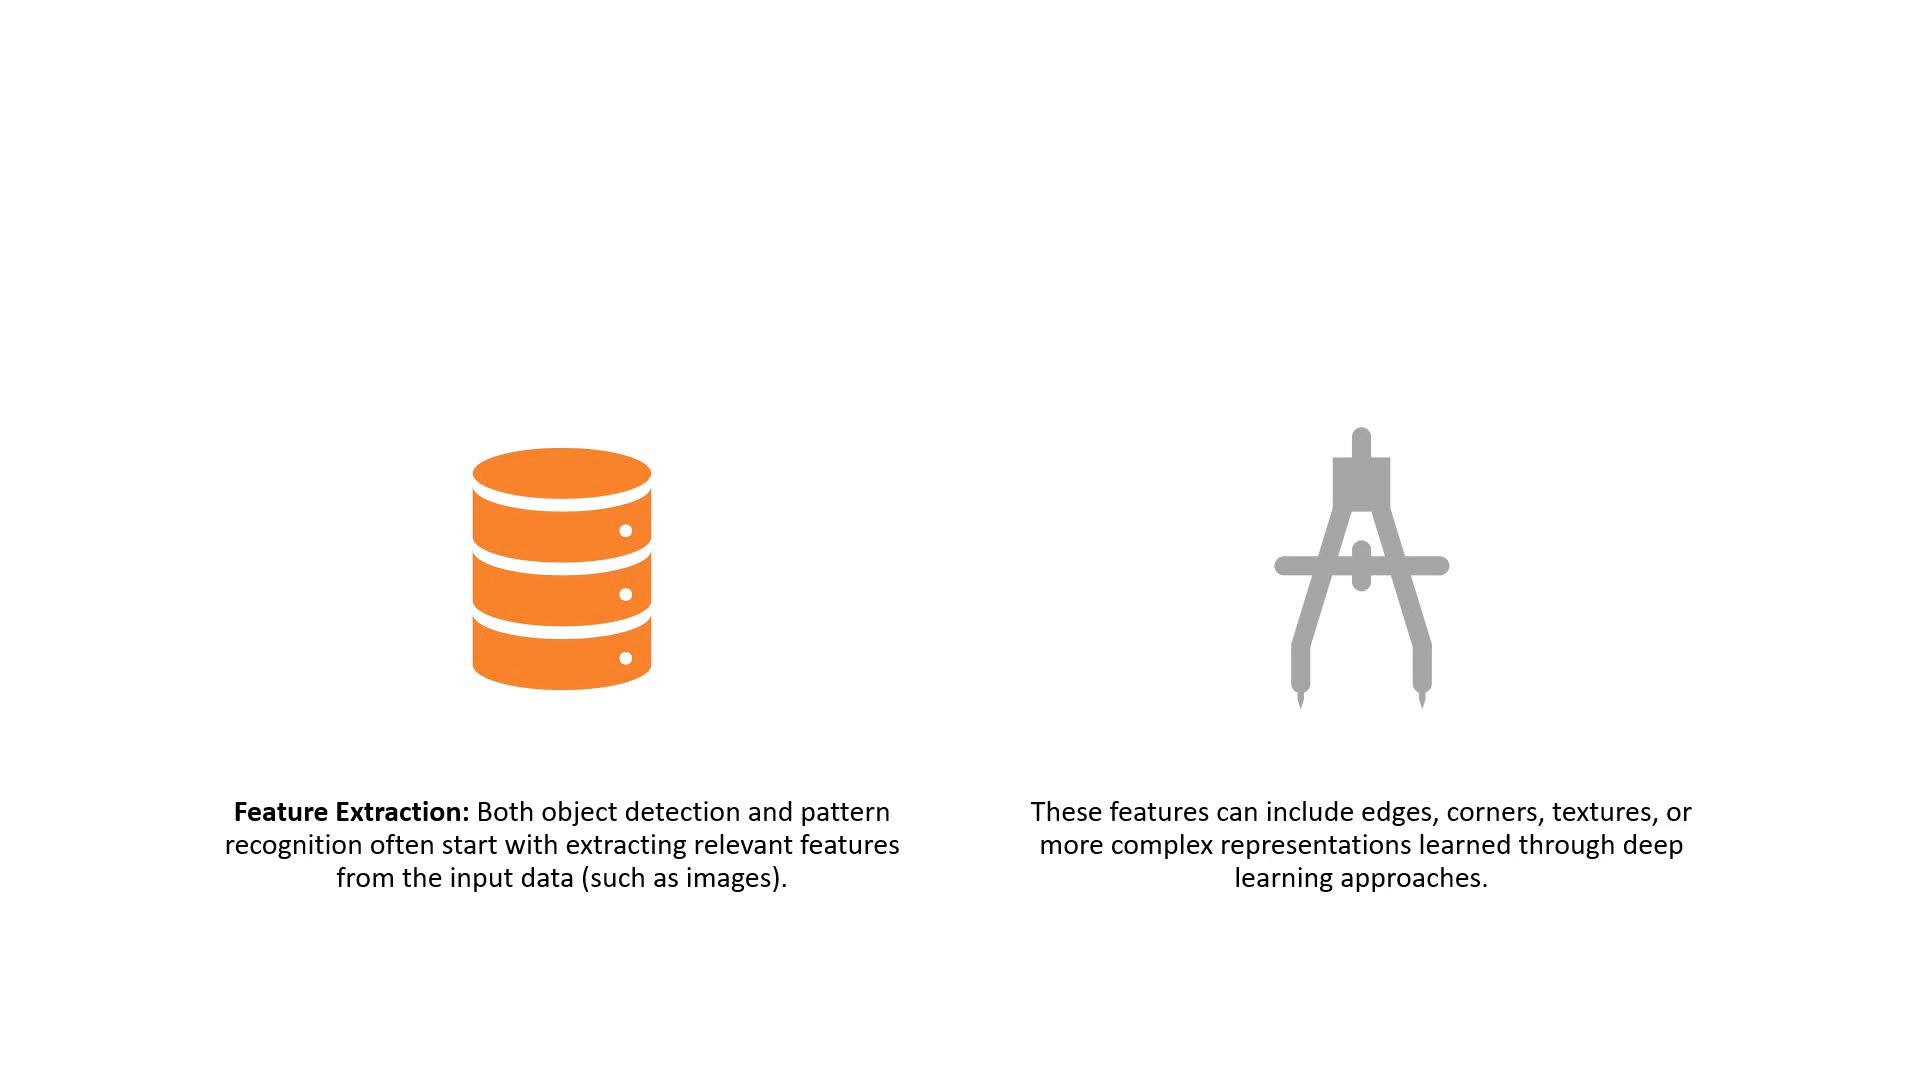 Feature Extraction: Both object detection and pattern
recognition often start with extracting relevant features
from the input data (such as images).
These features can include edges, corners, textures, or
more complex representations learned through deep
learning approaches.